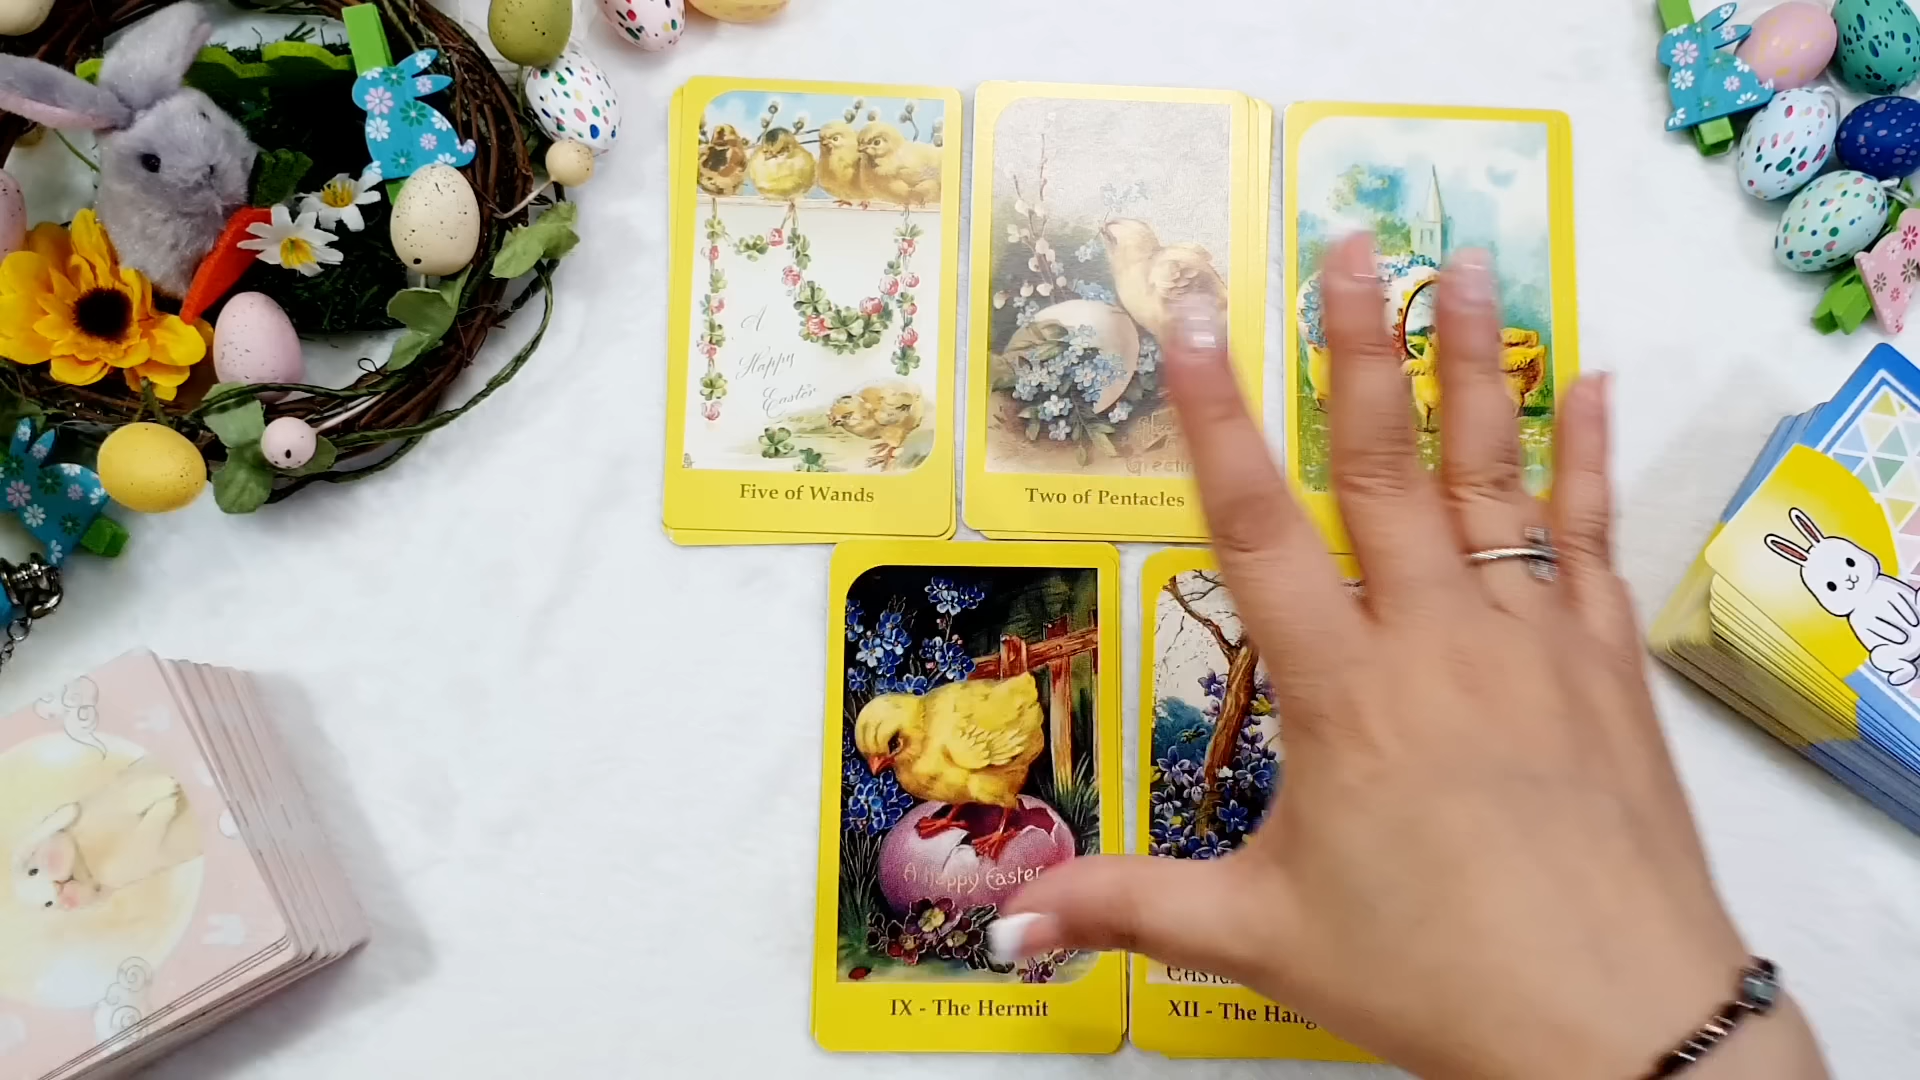 A
Happy
Easter
Five of Wands
Two of Pentacles
A Happy Easter
IX - The Hermit
XII - The Hang